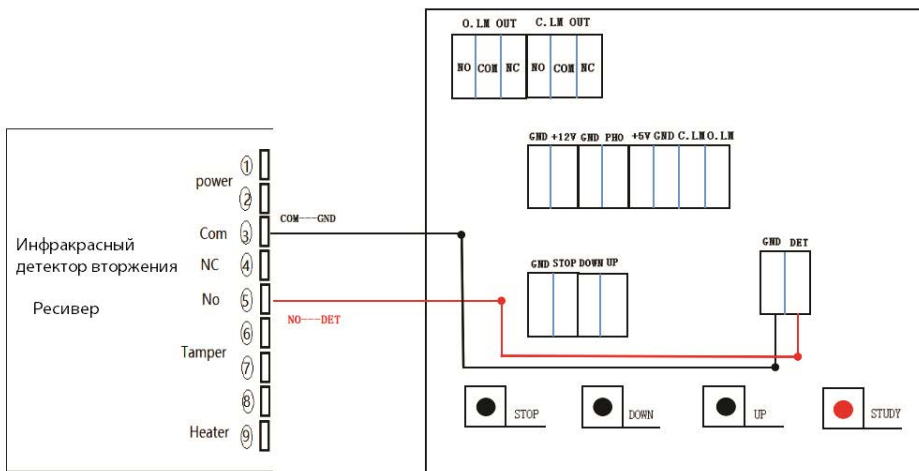 O.LM OUT C.LM OUT
NO COM NC NO COM NC
GND +12V GND PHO +5V GND C.LM O.LM
power ① ②
COM---GND
Com ③
Инфракрасный
детектор вторжения
NC ④
Ресивер
No ⑤
NO---DET
⑥
Tamper
⑦
⑧
Heater ⑨
GND DET
GND STOP DOWN UP
STOP DOWN UP STUDY